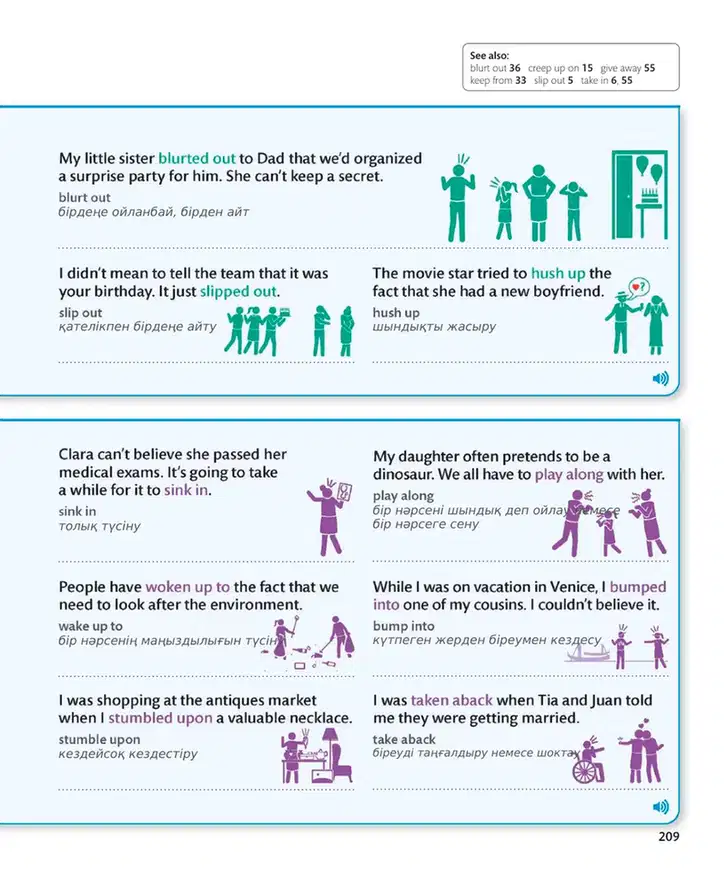 See also:
blurt out 36 creep up on 15 give away 55
keep from 33 slip out 5 take in 6, 55
My little sister blurted out to Dad that we'd organized
a surprise party for him. She can't keep a secret.
blurt out
бірдеңе ойланбай, бірден айт
I didn't mean to tell the team that it was
your birthday. It just slipped out.
slip out
қателікпен бірдеңе айту
The movie star tried to hush up the
fact that she had a new boyfriend.
hush up
шындықты жасыру
?
Clara can't believe she passed her
medical exams. It's going to take
a while for it to sink in.
sink in
толық түсіну
My daughter often pretends to be a
dinosaur. We all have to play along with her.
play along
бір нәрсені шындық деп ойлау немесе
бір нәрсеге сену
People have woken up to the fact that we
need to look after the environment.
wake up to
бір нәрсенің маңыздылығын түсіну
While I was on vacation in Venice, I bumped
into one of my cousins. I couldn't believe it.
bump into
күтпеген жерден біреумен кездесу
I was shopping at the antiques market
when I stumbled upon a valuable necklace.
stumble upon
кездейсоқ кездестіру
I was taken aback when Tia and Juan told
me they were getting married.
take aback
біреуді таңғалдыру немесе шоктау
209